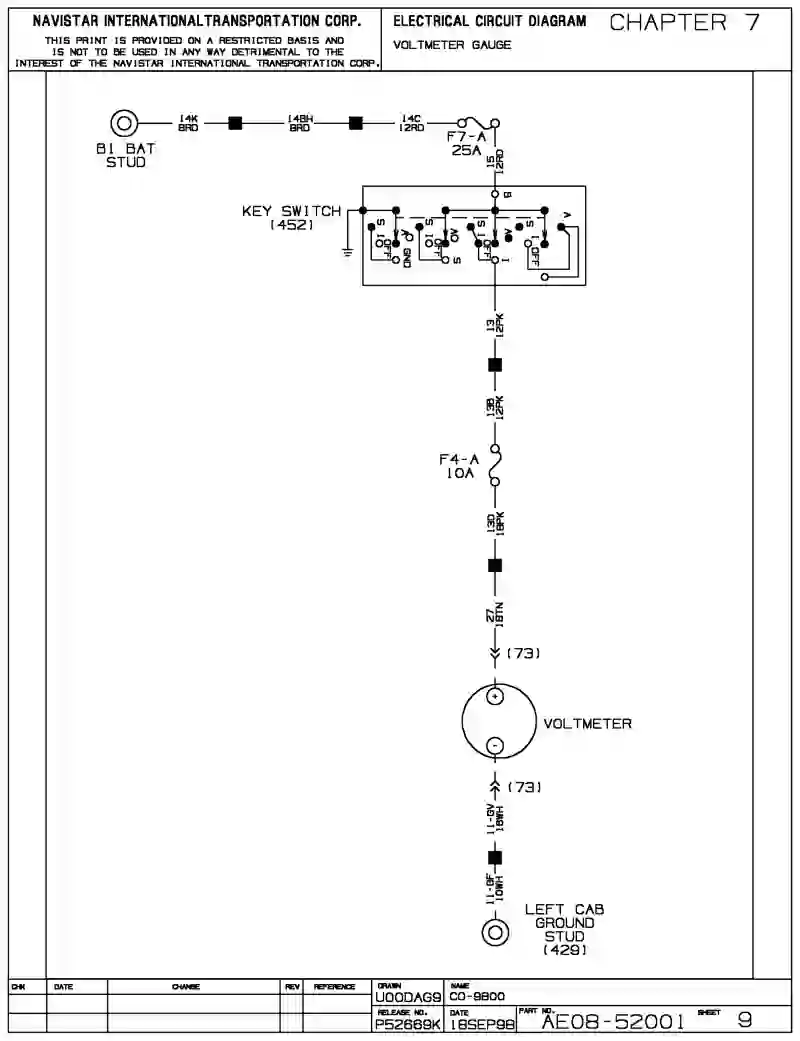 NAVISTAR INTERNATIONALTRANSPORTATION CORP.
THIS PRINT IS PROVIDED ON A RESTRICTED BASIS AND
IS NOT TO BE USED IN ANY WAY DETRIMENTAL TO THE
INTEREST OF THE NAVISTAR INTERNATIONAL TRANSPORTATION CORP.
ELECTRICAL CIRCUIT DIAGRAM CHAPTER 7
VOLTMETER GAUGE
14K
8RD
14BH
8RD
14C
12RD
B1 BAT
STUD
F7-A
25A
15
12RD
KEY SWITCH
(452)
B
S
I
OFF
A
GND
S
I
OFF
AC
S
S
I
OFF
I
S
I
OFF
V
13
12PK
13B
12PK
F4-A
10A
13D
18PK
27
18TN
(73)
+
VOLTMETER
-
(73)
11-GV
18WH
11-GF
10WH
LEFT CAB
GROUND
STUD
(429)
CHK DATE CHANGE REV REFERENCE
DRAWN
U00DAG9
NAME
CO-9800
RELEASE NO.
P52669K
DATE
18SEP98
PART NO.
AE08-52001
SHEET
9